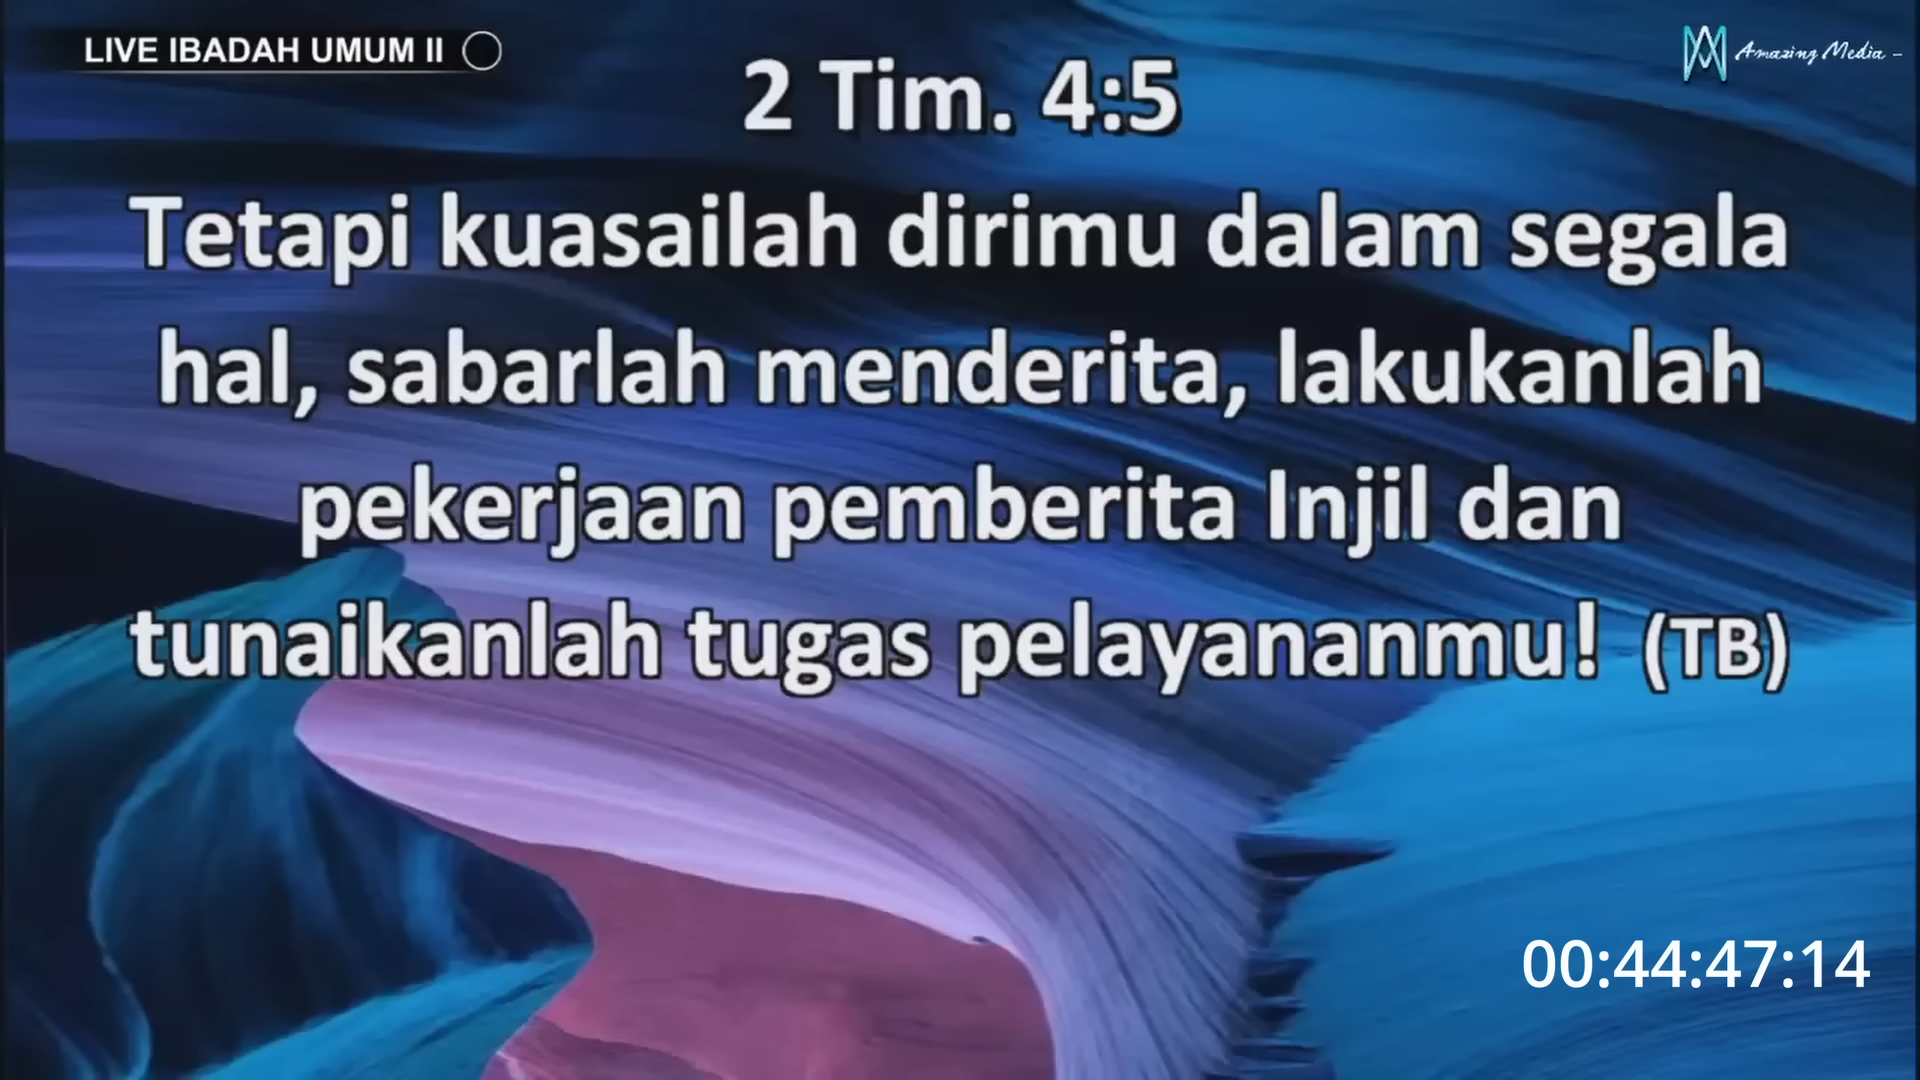 LIVE IBADAH UMUM II
Amazing Media -
2 Tim. 4:5
Tetapi kuasailah dirimu dalam segala
hal, sabarlah menderita, lakukanlah
pekerjaan pemberita Injil dan
tunaikanlah tugas pelayananmu! (TB)
00:44:47:14